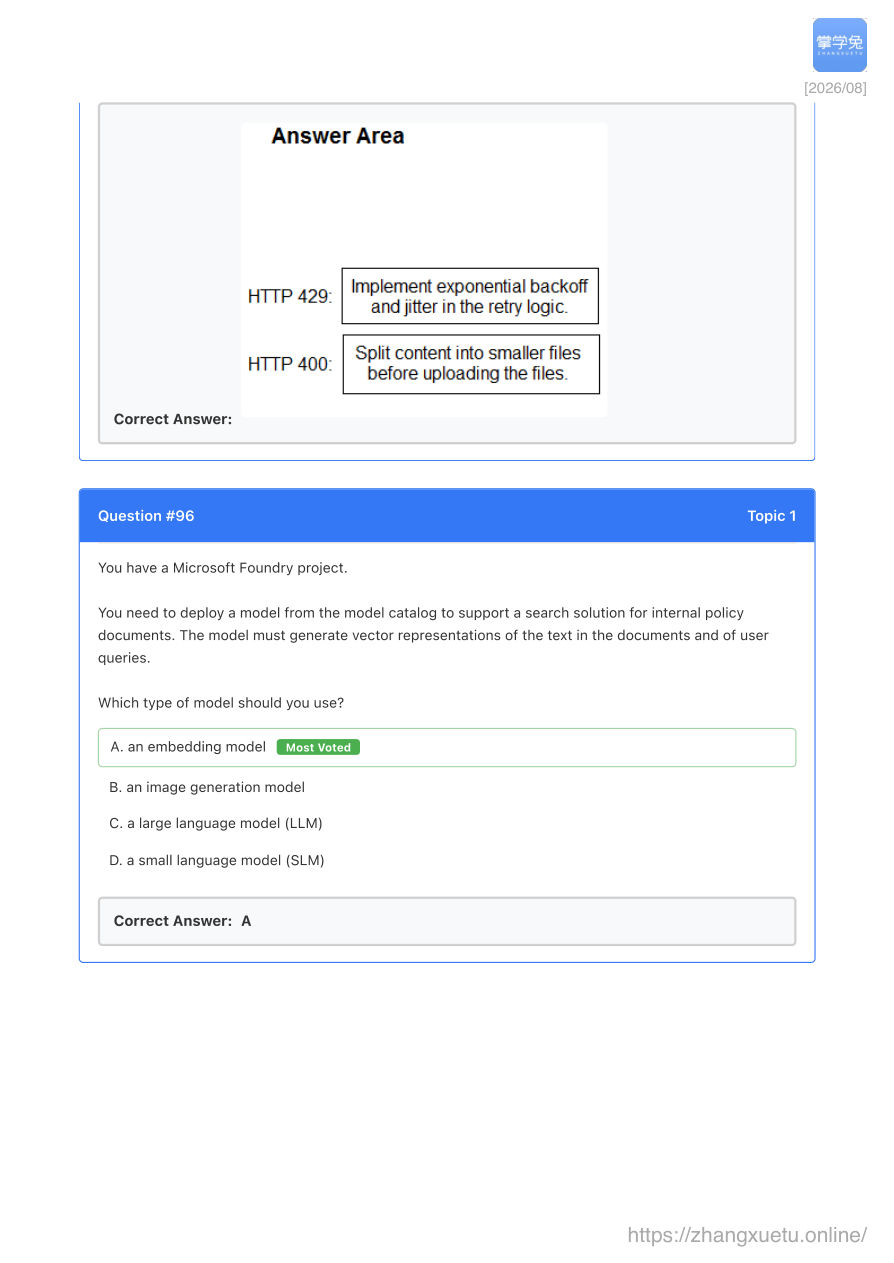 掌学兔
ZHANGXUETU
[2026/08]
Answer Area
HTTP 429:
Implement exponential backoff
and jitter in the retry logic.
HTTP 400:
Split content into smaller files
before uploading the files.
Correct Answer:
Question #96
Topic 1
You have a Microsoft Foundry project.
You need to deploy a model from the model catalog to support a search solution for internal policy
documents. The model must generate vector representations of the text in the documents and of user
queries.
Which type of model should you use?
A. an embedding model Most Voted
B. an image generation model
C. a large language model (LLM)
D. a small language model (SLM)
Correct Answer: A
https://zhangxuetu.online/